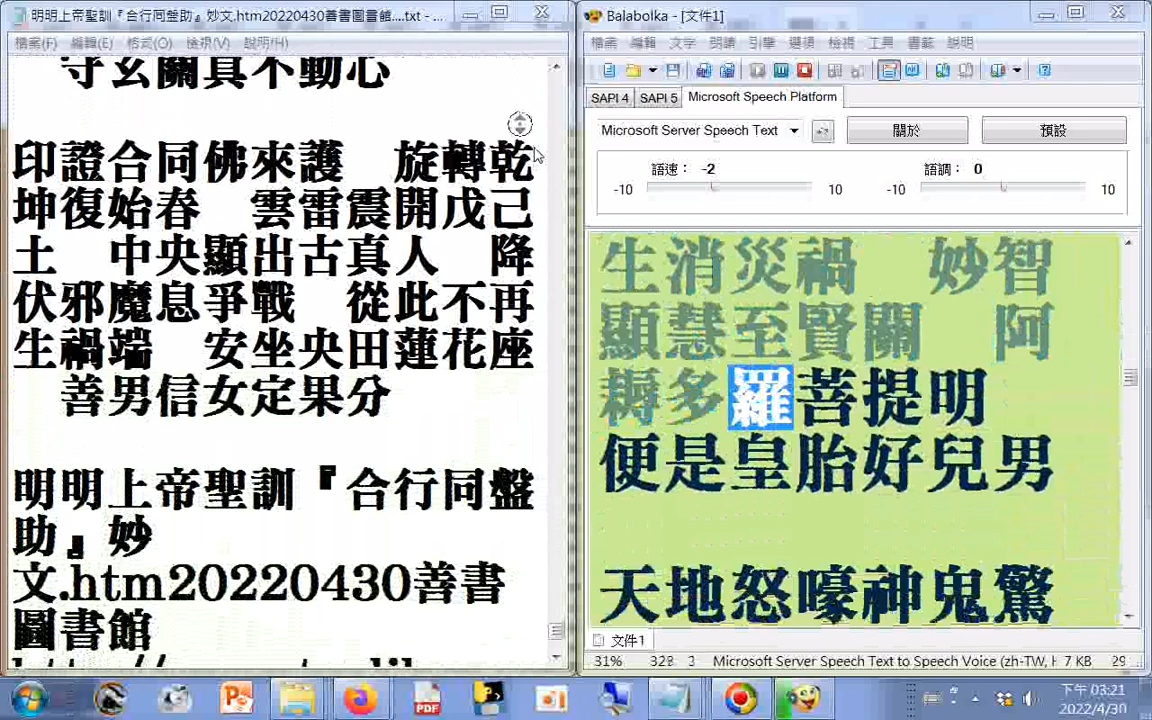 明明上帝聖訓『合行同盤助』妙文.htm20220430善書圖書館....txt - ...
檔案(F) 編輯(E) 格式(O) 檢視(V) 說明(H)
守玄關真不動心
印證合同佛來護　旋轉乾
坤復始春　雲雷震開戊己
土　中央顯出古真人　降
伏邪魔息爭戰　從此不再
生禍端　安坐央田蓮花座
善男信女定果分
明明上帝聖訓『合行同盤
助』妙
文.htm20220430善書
圖書館
Balabolka - [文件1]
檔案 編輯 文字 朗讀 引擎 選項 檢視 工具 書籤 說明
SAPI 4 SAPI 5 Microsoft Speech Platform
Microsoft Server Speech Text 關於 預設
語速： -2 語調： 0
-10 10 -10 10
生消災禍　妙智
顯慧至賢關　阿
耨多羅菩提明
便是皇胎好兒男
天地怒嚎神鬼驚
文件1
31% Microsoft Server Speech Text to Speech Voice (zh-TW, 7 KB
下午 03:21
2022/4/30